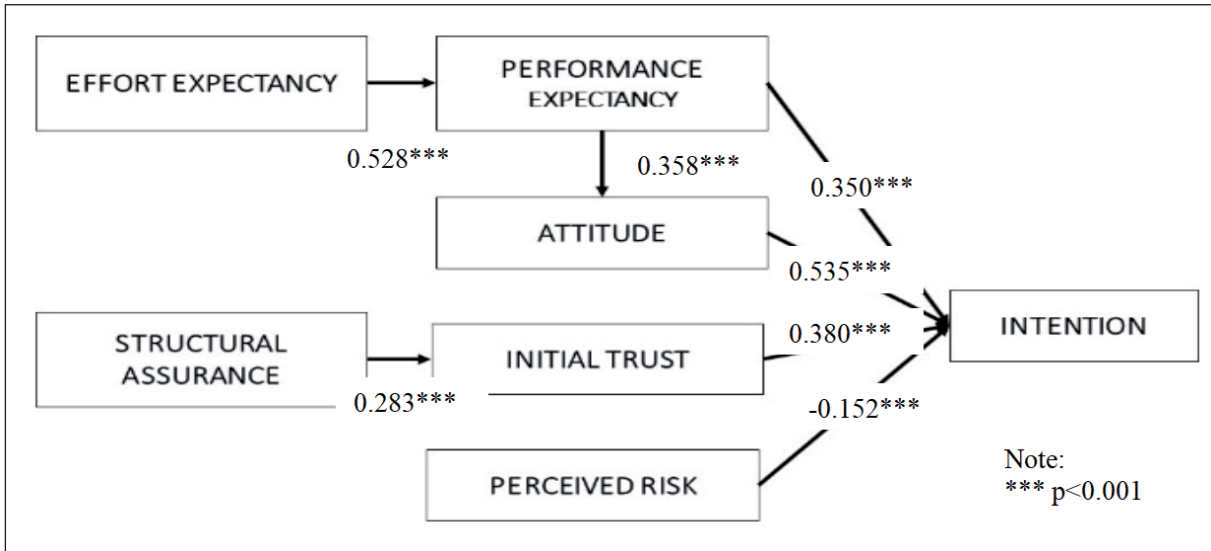 EFFORT EXPECTANCY
PERFORMANCE
EXPECTANCY
0.528***
0.358***
0.350***
ATTITUDE
0.535***
STRUCTURAL
ASSURANCE
INITIAL TRUST
0.380***
INTENTION
0.283***
-0.152***
PERCEIVED RISK
Note:
*** p<0.001